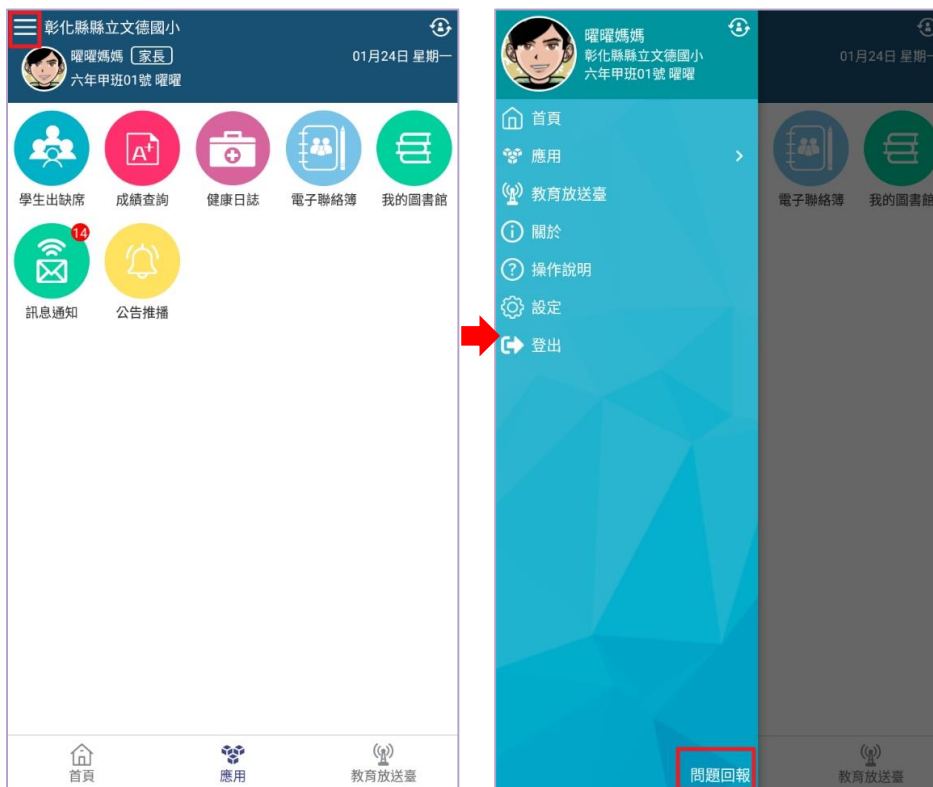 彰化縣縣立文德國小
曜曜媽媽 家長
01月24日 星期一
六年甲班01號 曜曜
A+
學生出缺席 成績查詢 健康日誌 電子聯絡簿 我的圖書館
14
訊息通知 公告推播
首頁 應用 教育放送臺
曜曜媽媽
彰化縣縣立文德國小
六年甲班01號 曜曜
01月24日 星期一
首頁
應用
教育放送臺
關於
操作說明
設定
登出
電子聯絡簿 我的圖書館
問題回報
教育放送臺